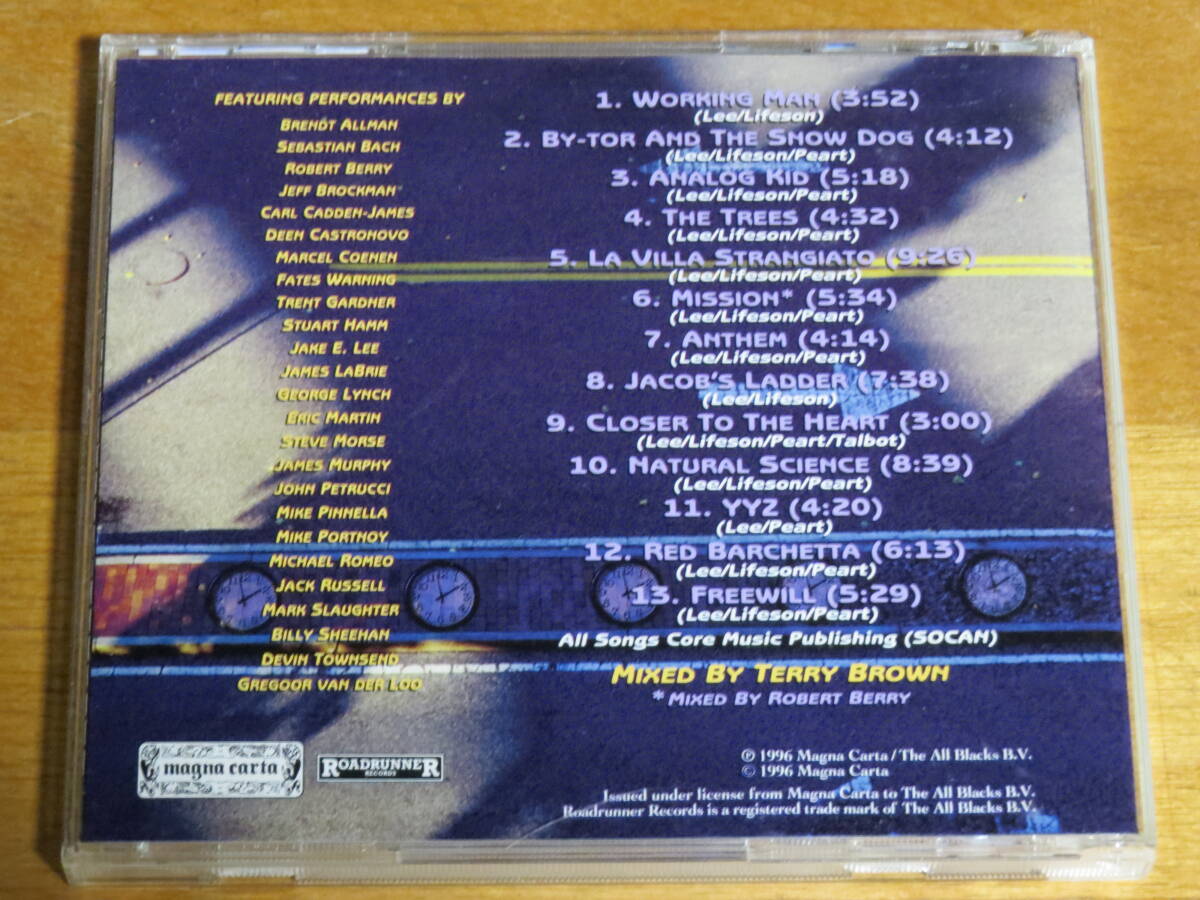 FEATURING PERFORMANCES BY
BRENDT ALLMAN
SEBASTIAN BACH
ROBERT BERRY
JEFF BROCKMAN
CARL CADDEN-JAMES
DEEN CASTRONOVO
MARCEL COENEN
FATES WARNING
TRENT GARDNER
STUART HAMM
JAKE E. LEE
JAMES LABRIE
GEORGE LYNCH
ERIC MARTIN
STEVE MORSE
JAMES MURPHY
JOHN PETRUCCI
MIKE PINNELLA
MIKE PORTNOY
MICHAEL ROMEO
JACK RUSSELL
MARK SLAUGHTER
BILLY SHEEHAN
DEVIN TOWNSEND
GREGOOR VAN DER LOO
1. WORKING MAN (3:52)
(Lee/Lifeson)
2. BY-TOR AND THE SNOW DOG (4:12)
(Lee/Lifeson/Peart)
3. ANALOG KID (5:18)
(Lee/Lifeson/Peart)
4. THE TREES (4:32)
(Lee/Lifeson/Peart)
5. LA VILLA STRANGIATO (9:26)
(Lee/Lifeson/Peart)
6. MISSION* (5:34)
(Lee/Lifeson/Peart)
7. ANTHEM (4:14)
(Lee/Lifeson/Peart)
8. JACOB'S LADDER (7:38)
(Lee/Lifeson)
9. CLOSER TO THE HEART (3:00)
(Lee/Lifeson/Peart/Talbot)
10. NATURAL SCIENCE (8:39)
(Lee/Lifeson/Peart)
11. YYZ (4:20)
(Lee/Peart)
12. RED BARCHETTA (6:13)
(Lee/Lifeson/Peart)
13. FREEWILL (5:29)
(Lee/Lifeson/Peart)
All Songs Core Music Publishing (SOCAN)
MIXED BY TERRY BROWN
* MIXED BY ROBERT BERRY
magna carta
ROADRUNNER
RECORDS
℗ 1996 Magna Carta / The All Blacks B.V.
© 1996 Magna Carta
Issued under license from Magna Carta to The All Blacks B.V.
Roadrunner Records is a registered trade mark of The All Blacks B.V.